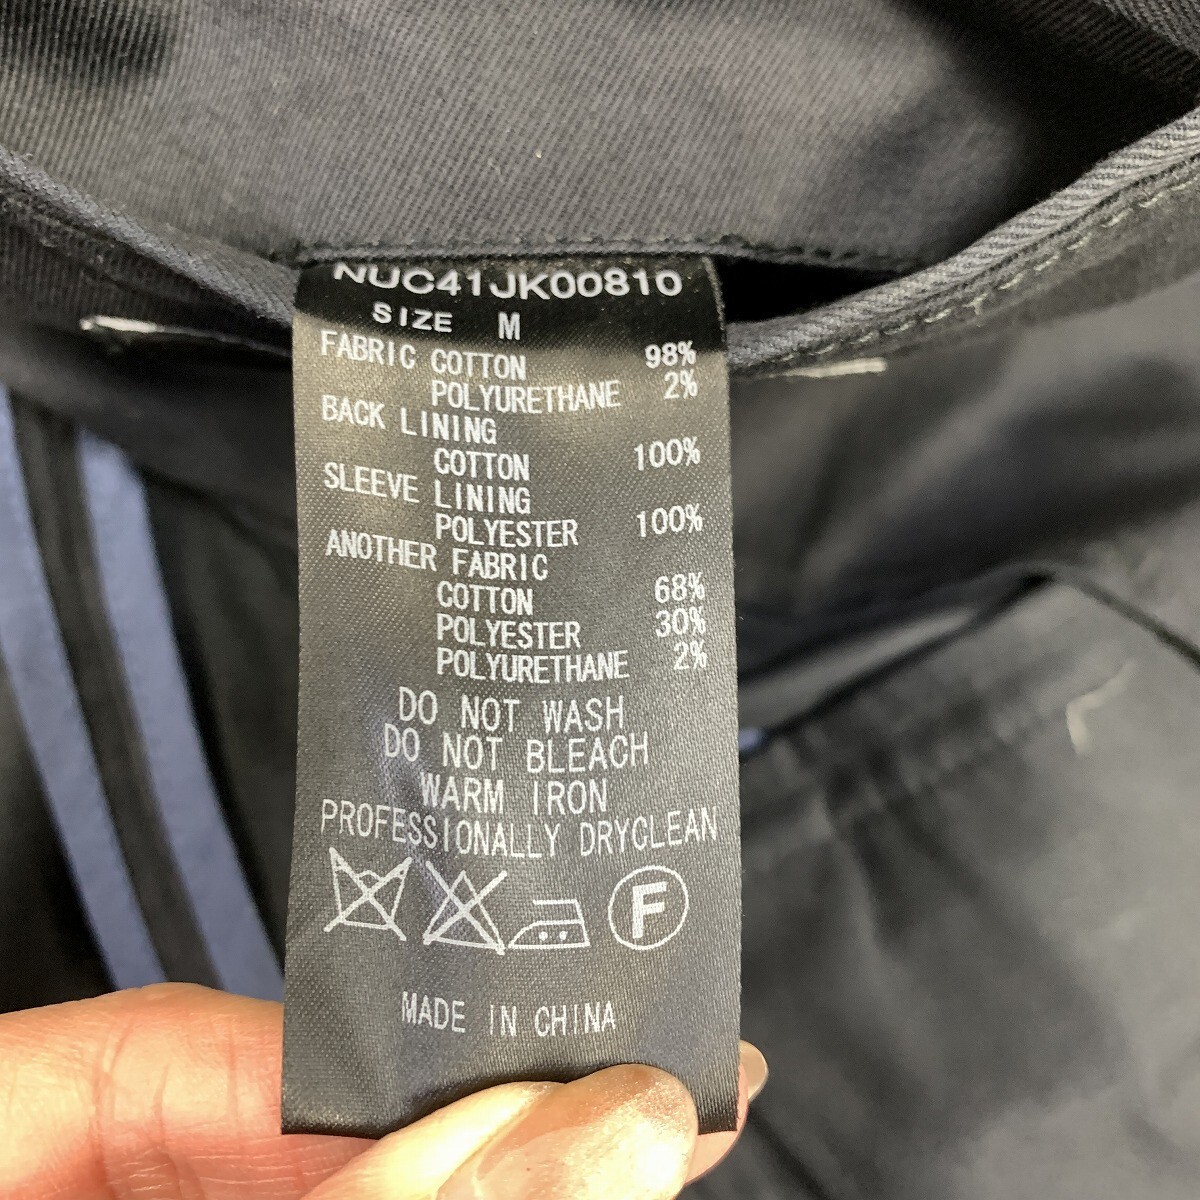 NUC41JK00810
SIZE M
FABRIC COTTON 98%
POLYURETHANE 2%
BACK LINING
COTTON 100%
SLEEVE LINING
POLYESTER 100%
ANOTHER FABRIC
COTTON 68%
POLYESTER 30%
POLYURETHANE 2%
DO NOT WASH
DO NOT BLEACH
WARM IRON
PROFESSIONALLY DRYCLEAN
F
MADE IN CHINA